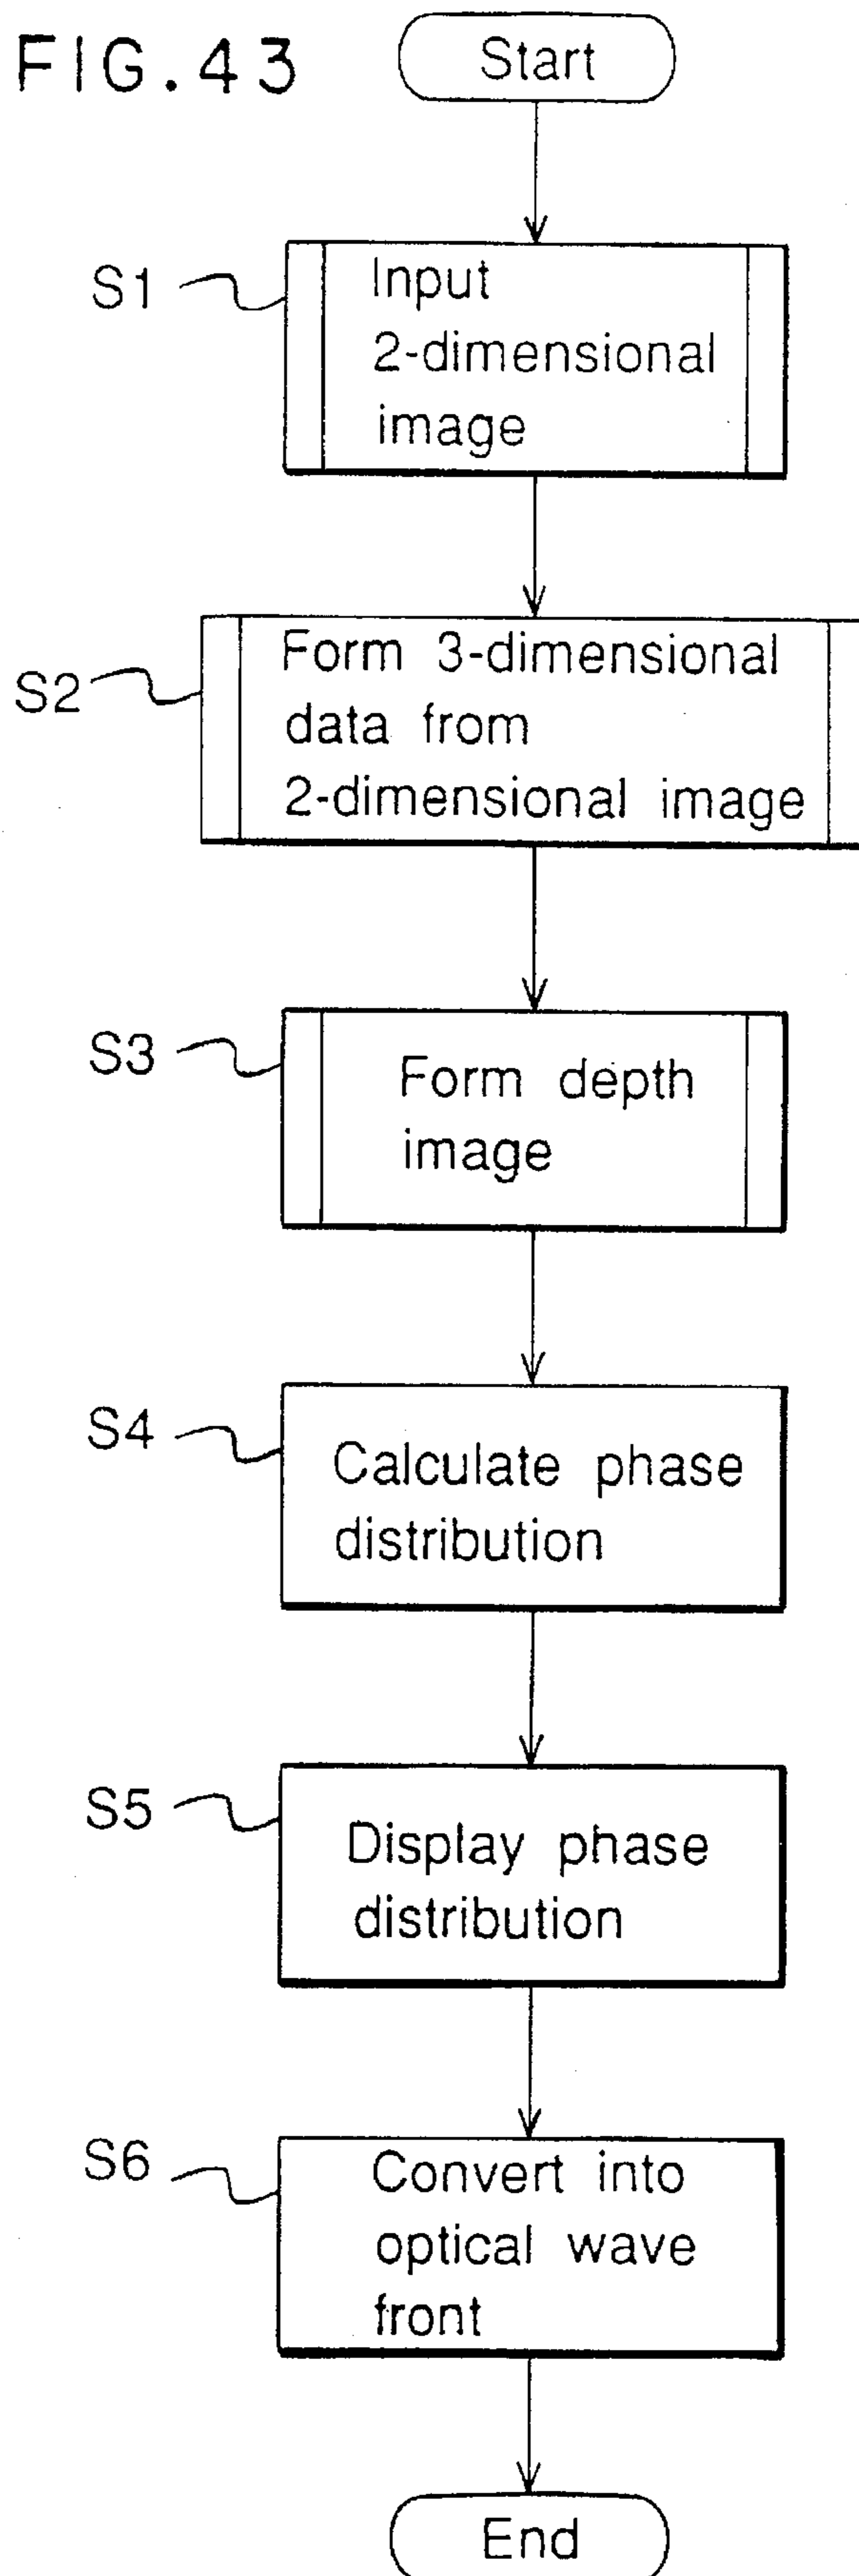 FIG.43
Start
S1
Input
2-dimensional
image
S2
Form 3-dimensional
data from
2-dimensional image
S3
Form depth
image
S4
Calculate phase
distribution
S5
Display phase
distribution
S6
Convert into
optical wave
front
End